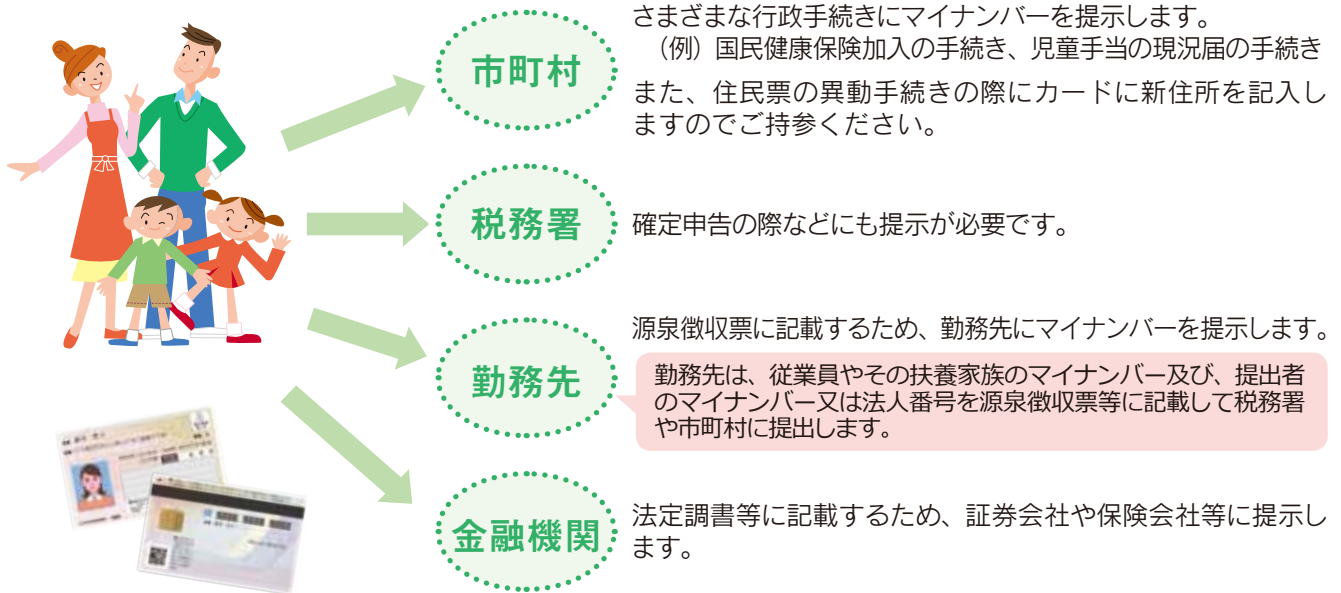 市町村
さまざまな行政手続きにマイナンバーを提示します。
（例）国民健康保険加入の手続き、児童手当の現況届の手続き
また、住民票の異動手続きの際にカードに新住所を記入し
ますのでご持参ください。
税務署
確定申告の際などにも提示が必要です。
勤務先
源泉徴収票に記載するため、勤務先にマイナンバーを提示します。
勤務先は、従業員やその扶養家族のマイナンバー及び、提出者
のマイナンバー又は法人番号を源泉徴収票等に記載して税務署
や市町村に提出します。
金融機関
法定調書等に記載するため、証券会社や保険会社等に提示し
ます。